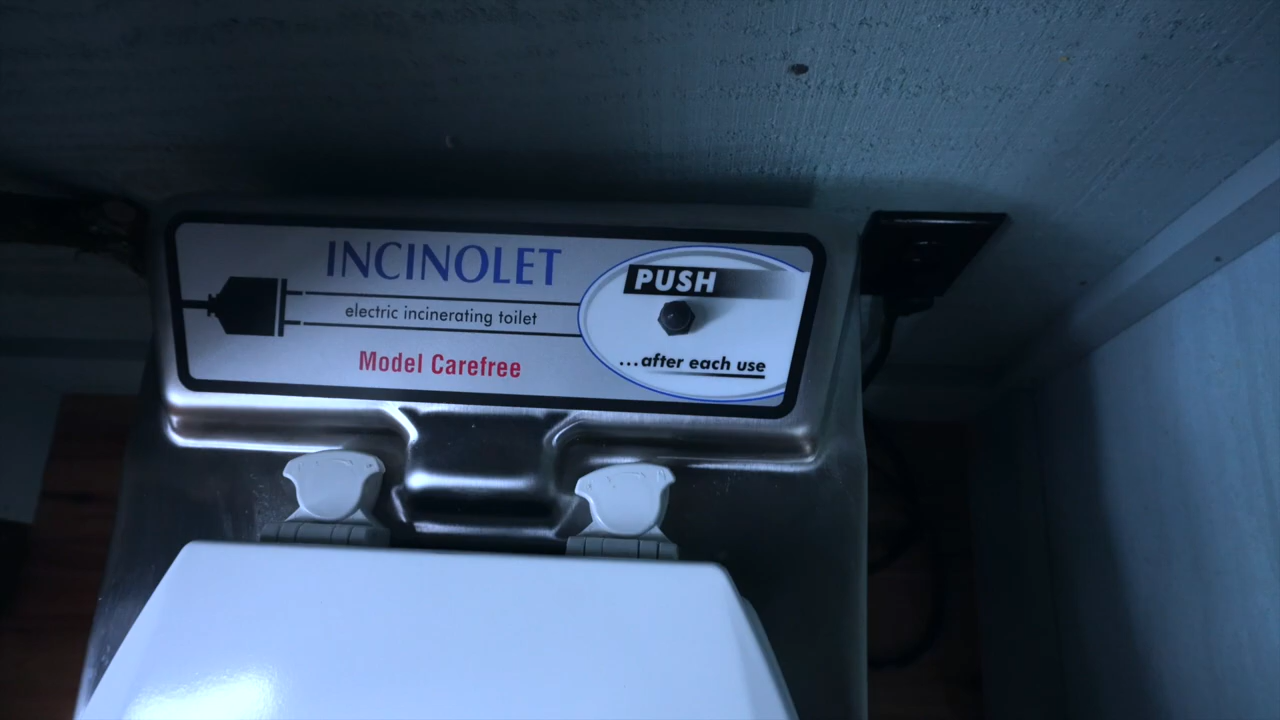 INCINOLET
electric incinerating toilet
Model Carefree
PUSH
...after each use